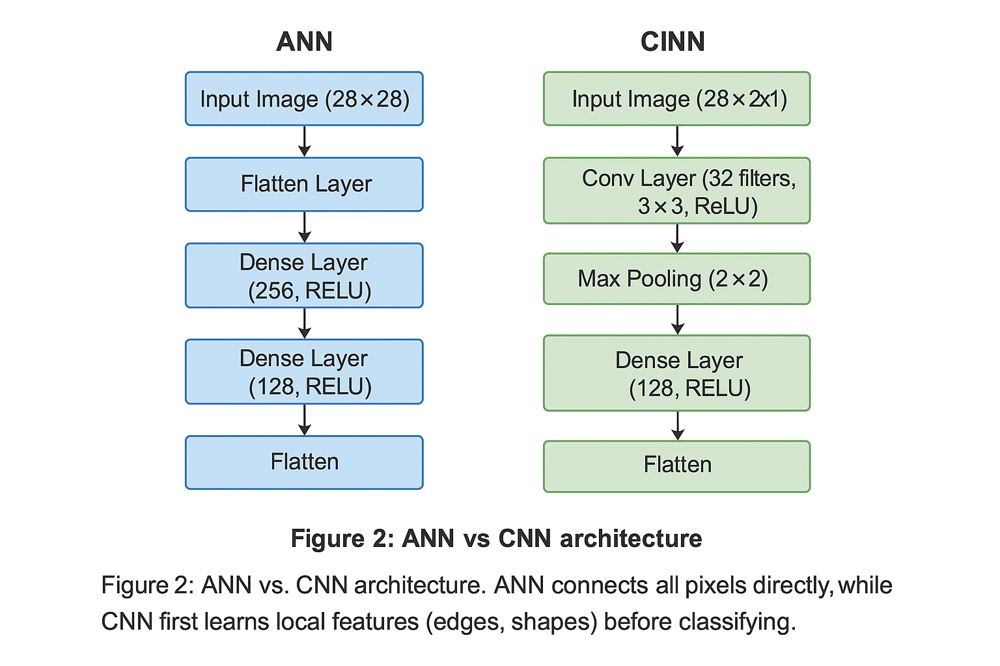 ANN
Input Image (28×28)
Flatten Layer
Dense Layer
(256, RELU)
Dense Layer
(128, RELU)
Flatten
CINN
Input Image (28×2x1)
Conv Layer (32 filters,
3×3, ReLU)
Max Pooling (2×2)
Dense Layer
(128, RELU)
Flatten
Figure 2: ANN vs CNN architecture
Figure 2: ANN vs. CNN architecture. ANN connects all pixels directly, while
CNN first learns local features (edges, shapes) before classifying.